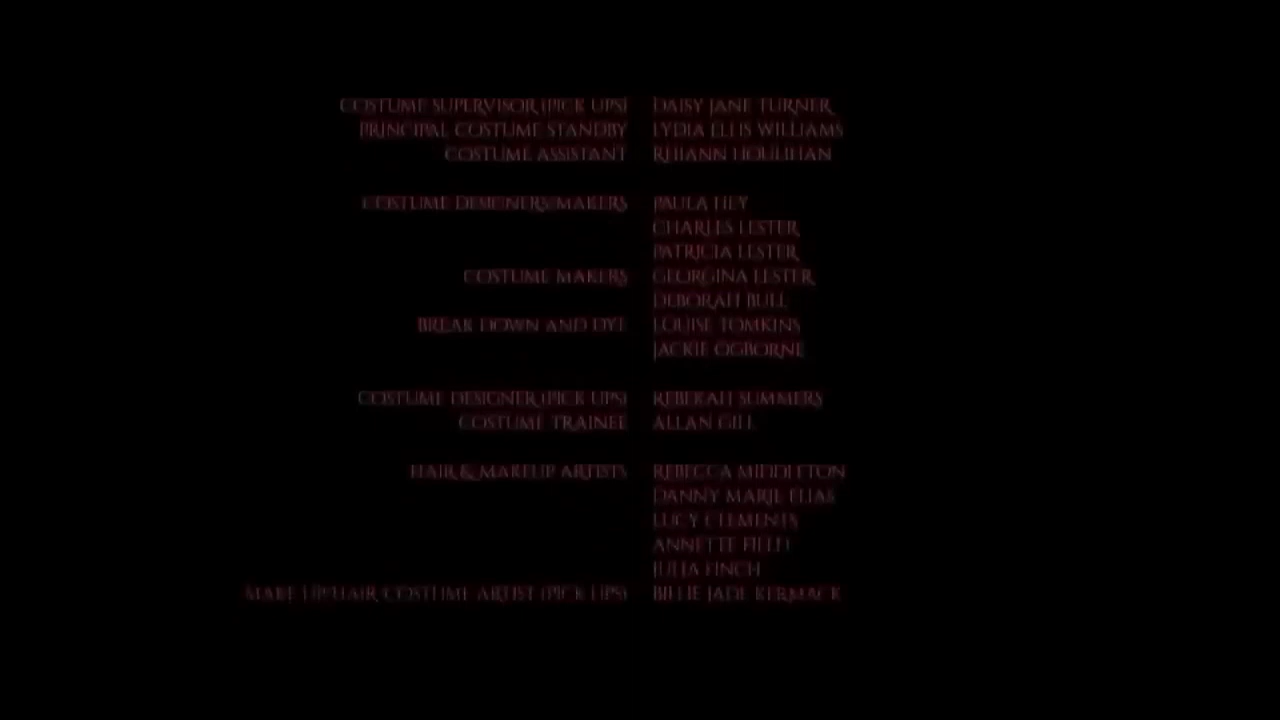 COSTUME SUPERVISOR (PICK UPS) DAISY JANE TURNER
PRINCIPAL COSTUME STANDBY LYDIA ELLIS WILLIAMS
COSTUME ASSISTANT RHIANN HOULIHAN
COSTUME DESIGNERS/MAKERS PAULA HEY
CHARLES LESTER
PATRICIA LESTER
COSTUME MAKERS GEORGINA LESTER
DEBORAH BULL
BREAK DOWN AND DYE LOUISE TOMKINS
JACKIE OGBORNE
COSTUME DESIGNER (PICK UPS) REBEKAH SUMMERS
COSTUME TRAINEE ALLAN GILL
HAIR & MAKEUP ARTISTS REBECCA MIDDLETON
DANNY MARIE ELIAS
LUCY CLEMENTS
ANNETTE FIELD
JULIA FINCH
MAKE UP/HAIR COSTUME ARTIST (PICK UPS) BILLIE JADE KERMACK